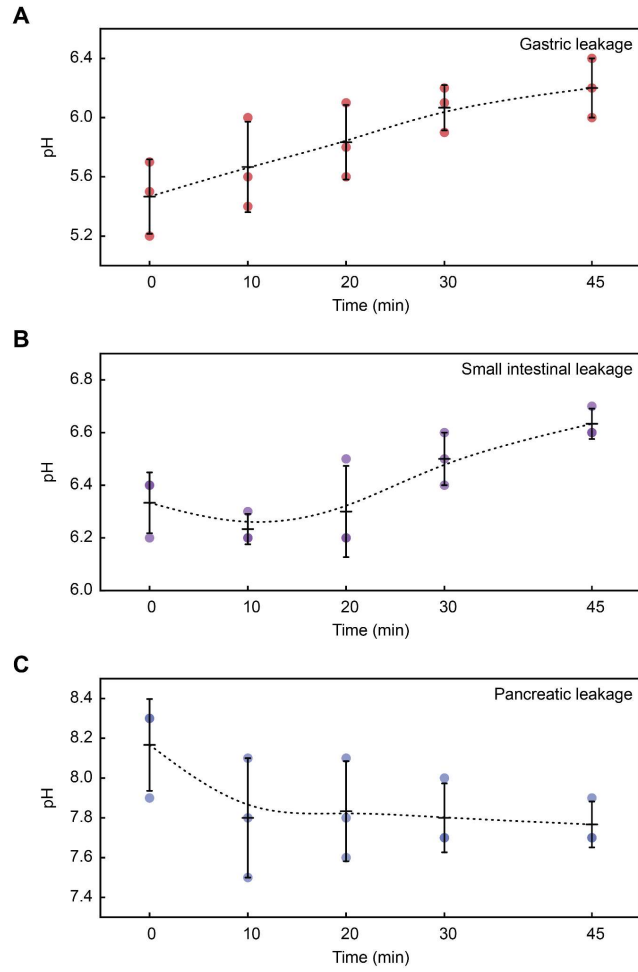 A
Gastric leakage
6.4
6.0
5.6
5.2
pH
0 10 20 30 45
Time (min)
B
Small intestinal leakage
6.8
6.6
6.4
6.2
6.0
pH
0 10 20 30 45
Time (min)
C
Pancreatic leakage
8.4
8.2
8.0
7.8
7.6
7.4
pH
0 10 20 30 45
Time (min)